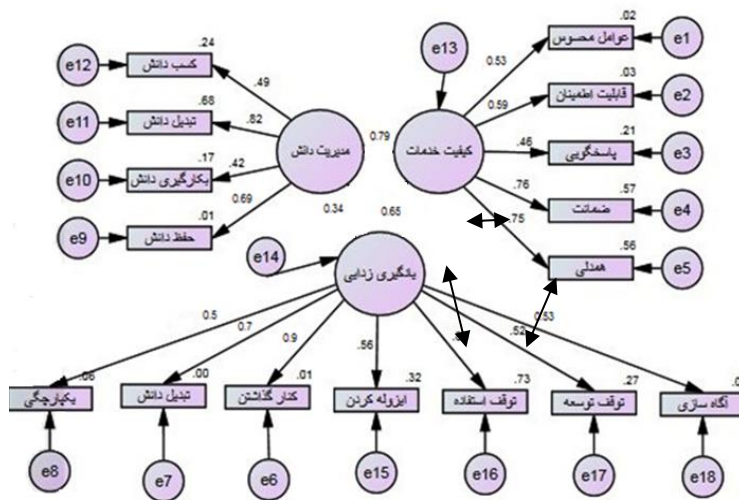 .02
e1
عوامل محسوس
.24
e12
کسب دانش
e13
0.53
.49
.03
e2
قابلیت اطمینان
0.59
.68
e11
تبدیل دانش
.82
مدیریت دانش
0.79
کیفیت خدمات
.46
.21
e3
پاسخگویی
.17
e10
بکارگیری دانش
.42
.76
.57
e4
ضمانت
0.69
.01
e9
حفظ دانش
0.34
0.65
.75
.56
e5
همدلی
e14
یادگیری زدایی
0.5
0.7
0.9
.56
.52
0.53
.06
یکپارچگی
.00
تبدیل دانش
.01
کنار گذاشتن
.32
ایزوله کردن
.73
توقف استفاده
.27
توقف توسعه
آگاه سازی
e8
e7
e6
e15
e16
e17
e18